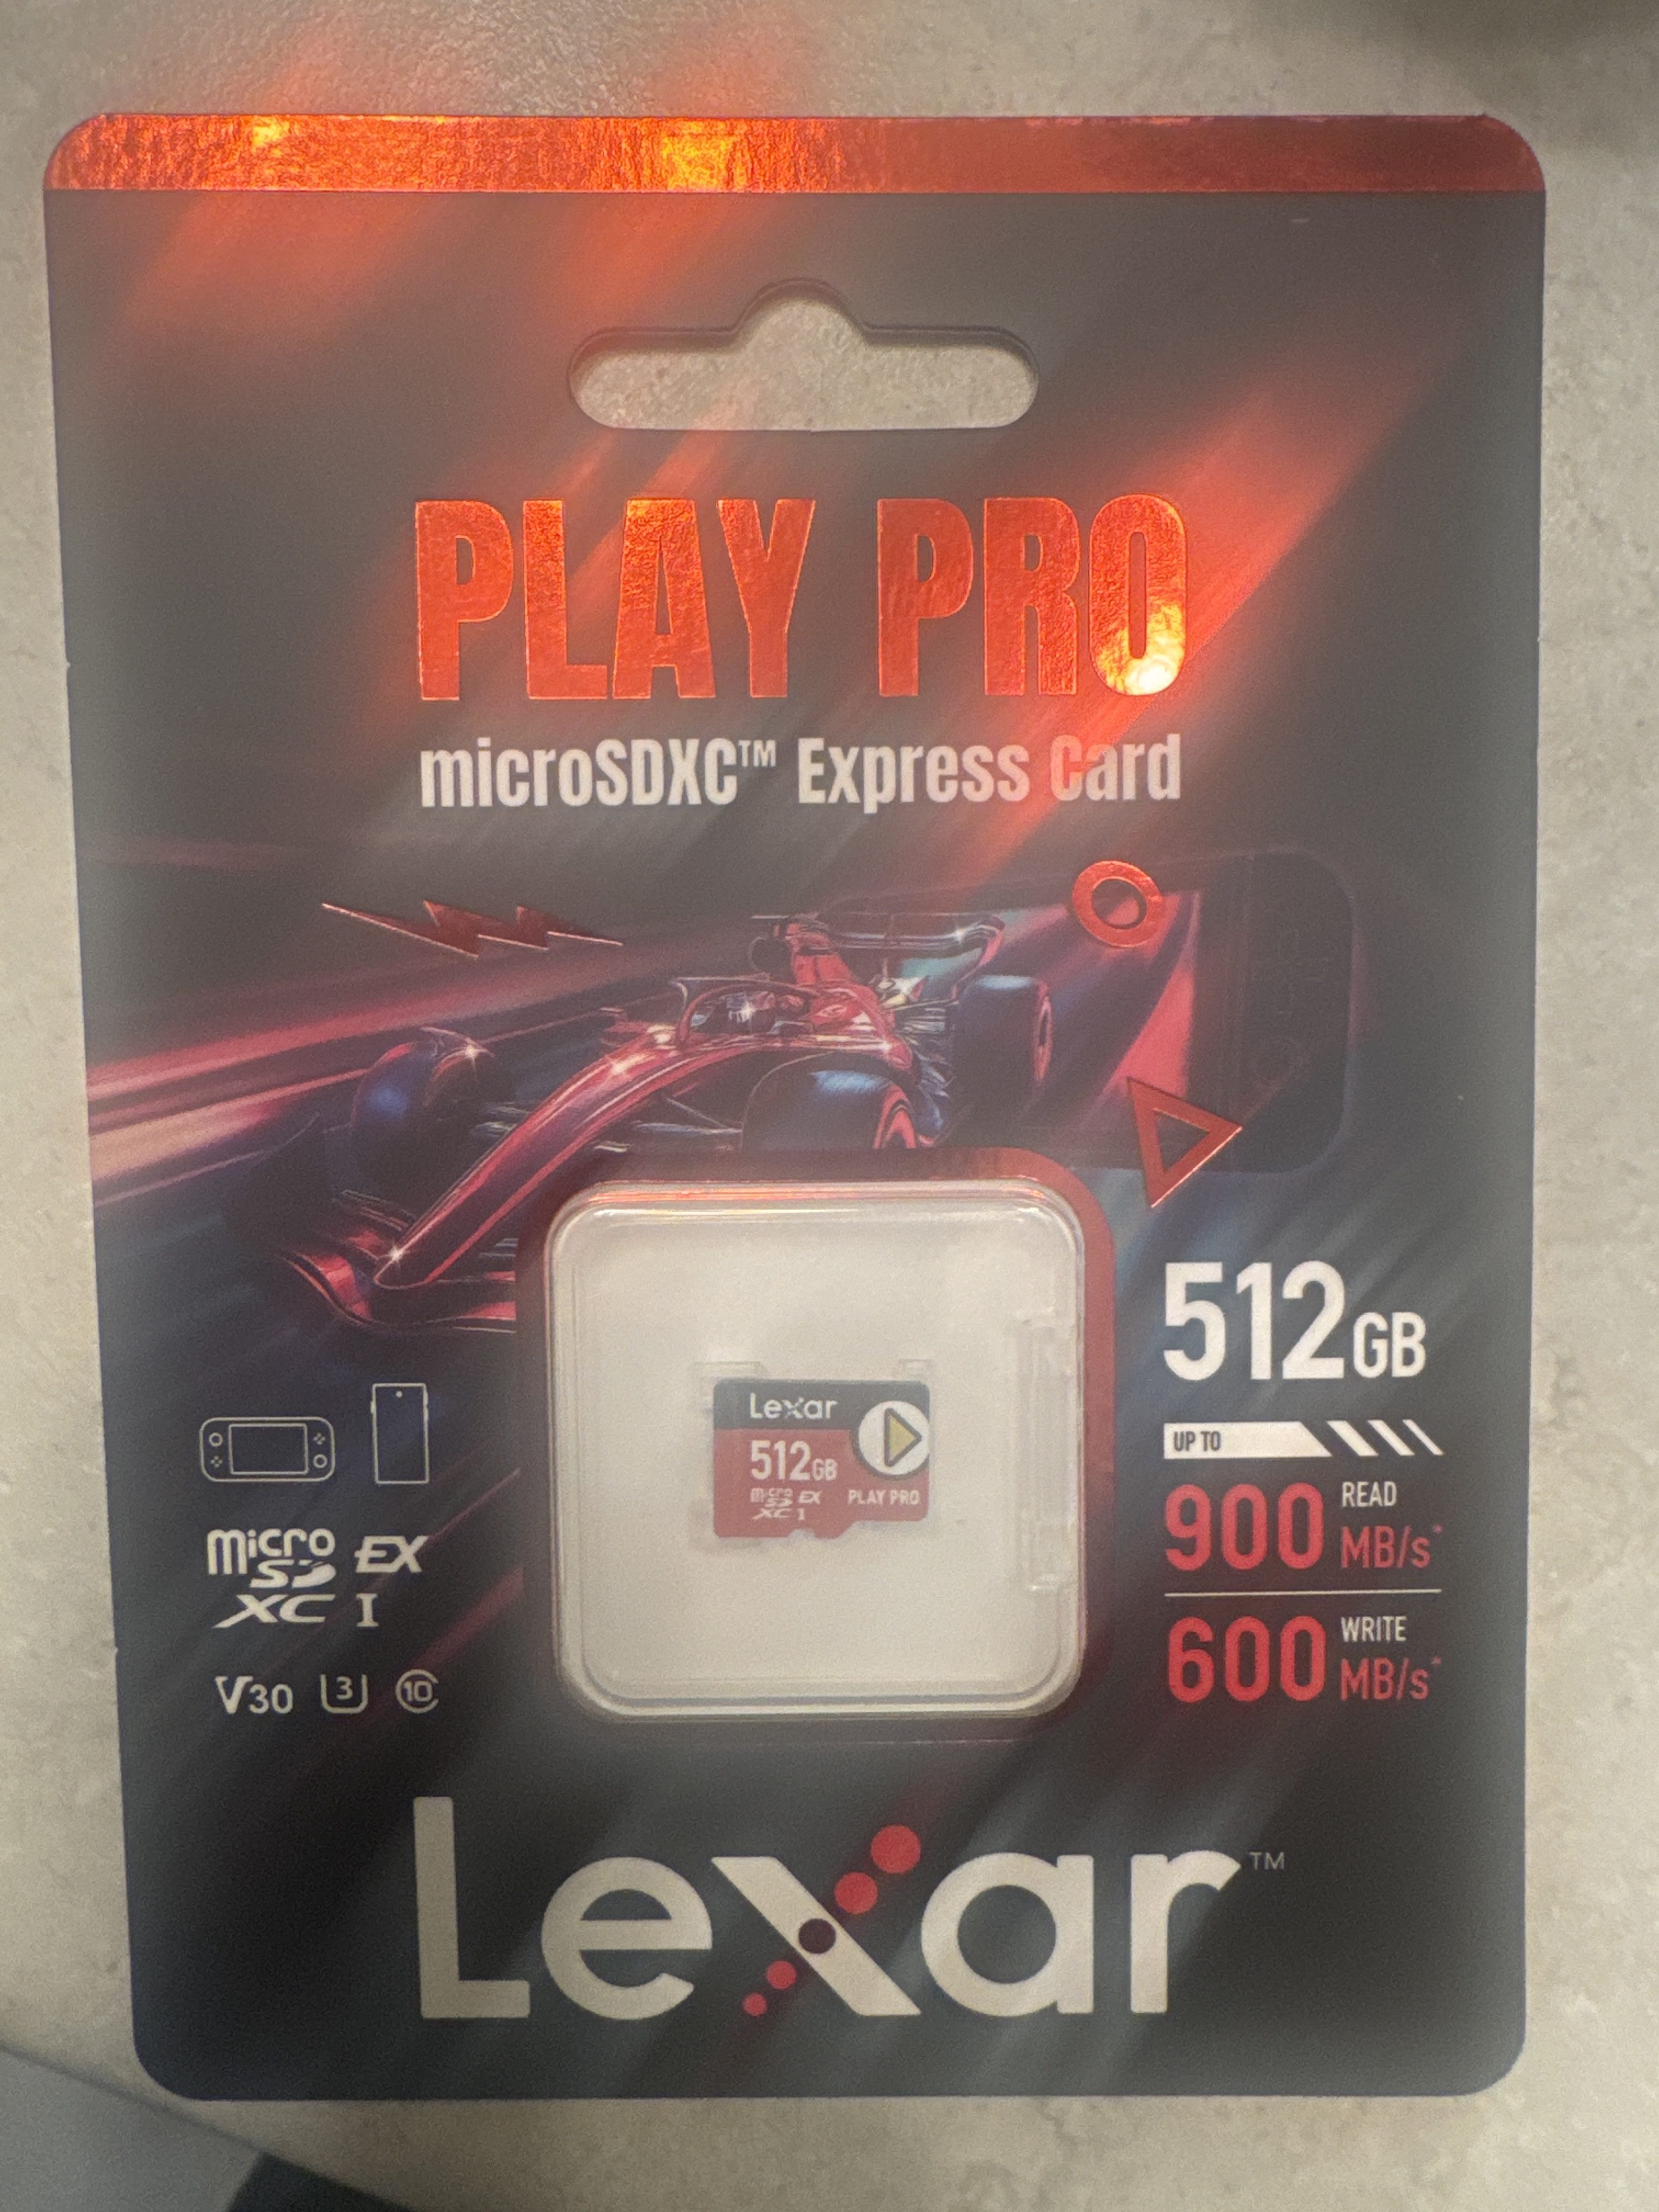 PLAY PRO
microSDXC™ Express Card
512GB
UP TO
900 READ MB/s*
600 WRITE MB/s*
Lexar
512GB
micro SD EX
XC I
PLAY PRO
micro SD EX
XC I
V30 3 10
Lexar™